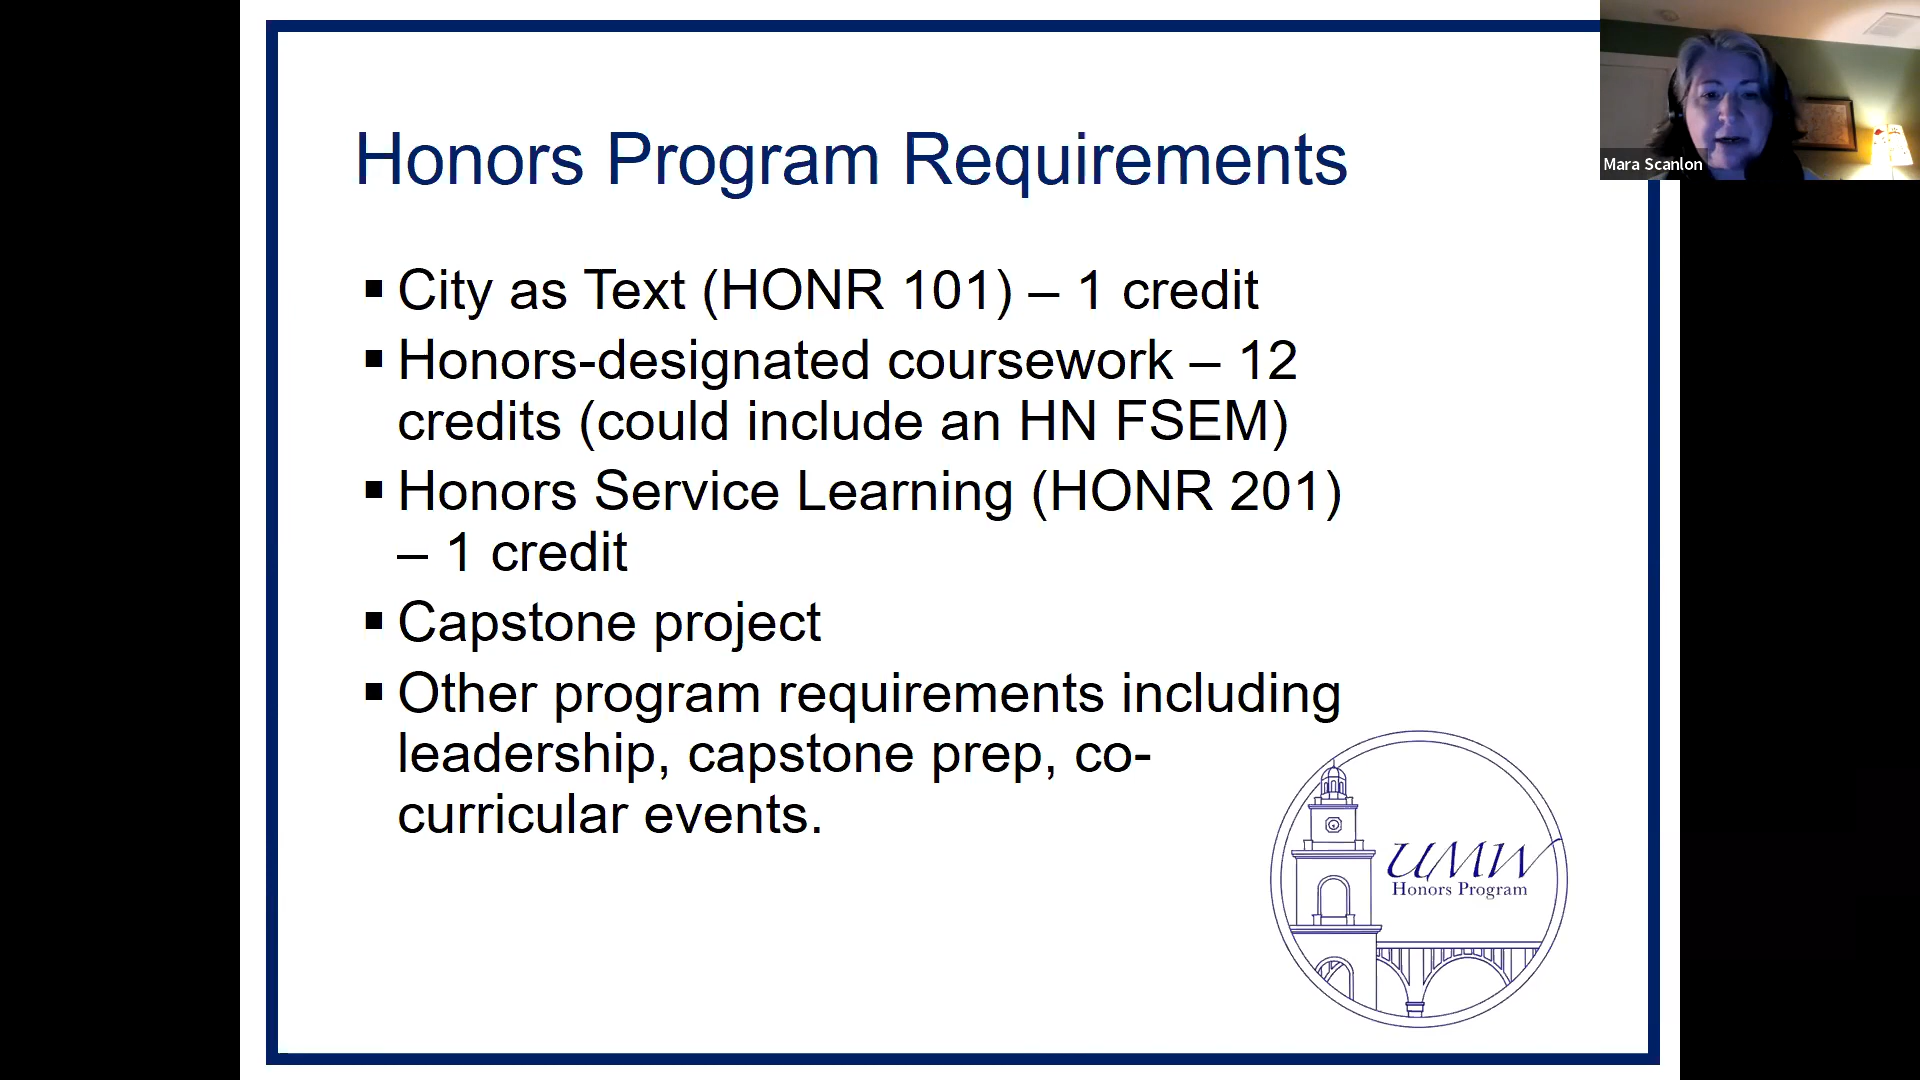 Honors Program Requirements
▪ City as Text (HONR 101) – 1 credit
▪ Honors-designated coursework – 12
credits (could include an HN FSEM)
▪ Honors Service Learning (HONR 201)
– 1 credit
▪ Capstone project
▪ Other program requirements including
leadership, capstone prep, co-
curricular events.
UMW
Honors Program
Mara Scanlon